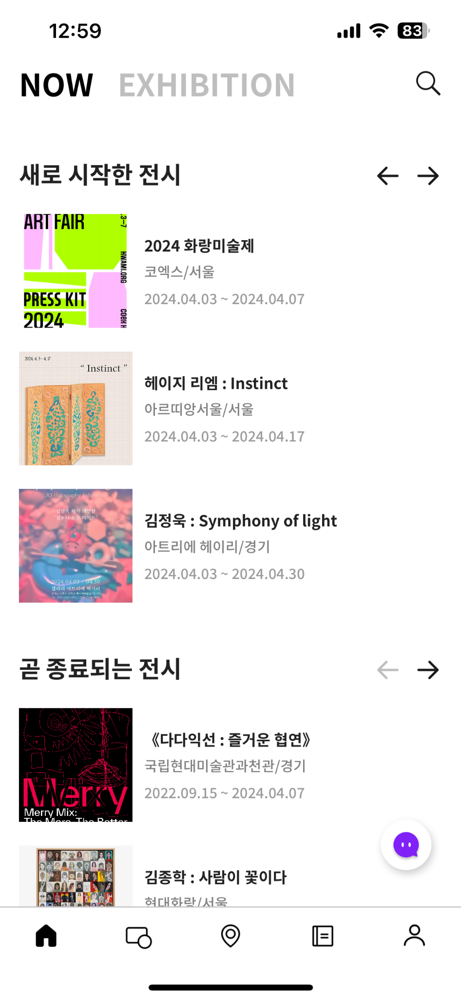 12:59
83
NOW EXHIBITION
새로 시작한 전시
ART FAIR
.3–7
HWAMI.ORG
PRESS KIT
2024
COEX H
2024 화랑미술제
코엑스/서울
2024.04.03 ~ 2024.04.07
2024. 4. 3 - 4. 17
“ Instinct ”
헤이지 리엠 : Instinct
아르띠앙서울/서울
2024.04.03 ~ 2024.04.17
3D Holography Exhibition
김정욱 작가 개인전
"심포니 오브 라이트"
2024.04.03 - 04.30
갤러리 아트리에 헤이리
김정욱 : Symphony of light
아트리에 헤이리/경기
2024.04.03 ~ 2024.04.30
곧 종료되는 전시
Merry
Merry Mix:
The More, The Better
《다다익선 : 즐거운 협연》
국립현대미술관과천관/경기
2022.09.15 ~ 2024.04.07
김종학 : 사람이 꽃이다
현대화랑/서울